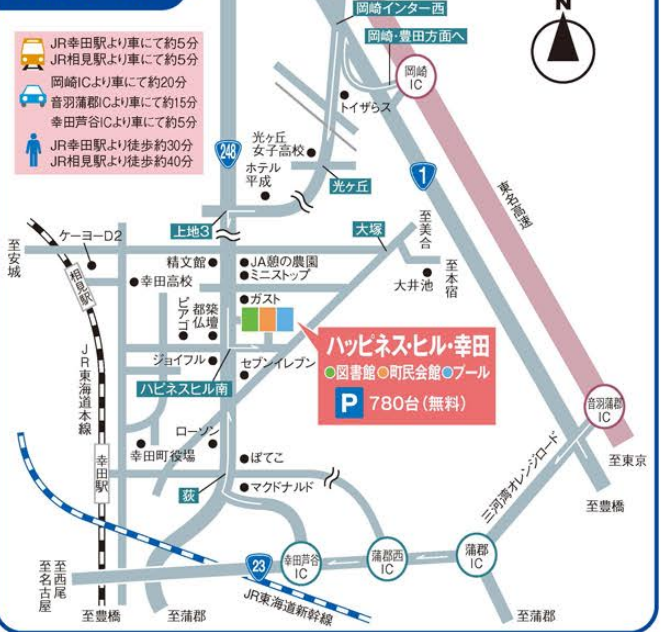 JR幸田駅より車にて約5分
JR相見駅より車にて約5分
岡崎ICより車にて約20分
音羽蒲郡ICより車にて約15分
幸田芦谷ICより車にて約5分
JR幸田駅より徒歩約30分
JR相見駅より徒歩約40分
N
岡崎インター西
岡崎・豊田方面へ
岡崎
IC
トイザらス
光ヶ丘
女子高校
248
ホテル
平成
光ヶ丘
1
東名高速
上地3
大塚
至美合
至本宿
大井池
至安城
ケーヨーD2
相見駅
精文館
JA憩の農園
ミニストップ
幸田高校
ガスト
ピアゴ
都築
仏壇
ハッピネス・ヒル・幸田
図書館 町民会館 プール
P 780台(無料)
ジョイフル
セブンイレブン
JR東海道本線
ハピネスヒル南
音羽蒲郡
IC
至東京
ローソン
幸田町役場
ぽてこ
幸田駅
マクドナルド
荻
三河湾オレンジロード
至豊橋
幸田芦谷
IC
蒲郡西
IC
蒲郡
IC
23
至西尾
至名古屋
JR東海道新幹線
至豊橋
至蒲郡
至蒲郡